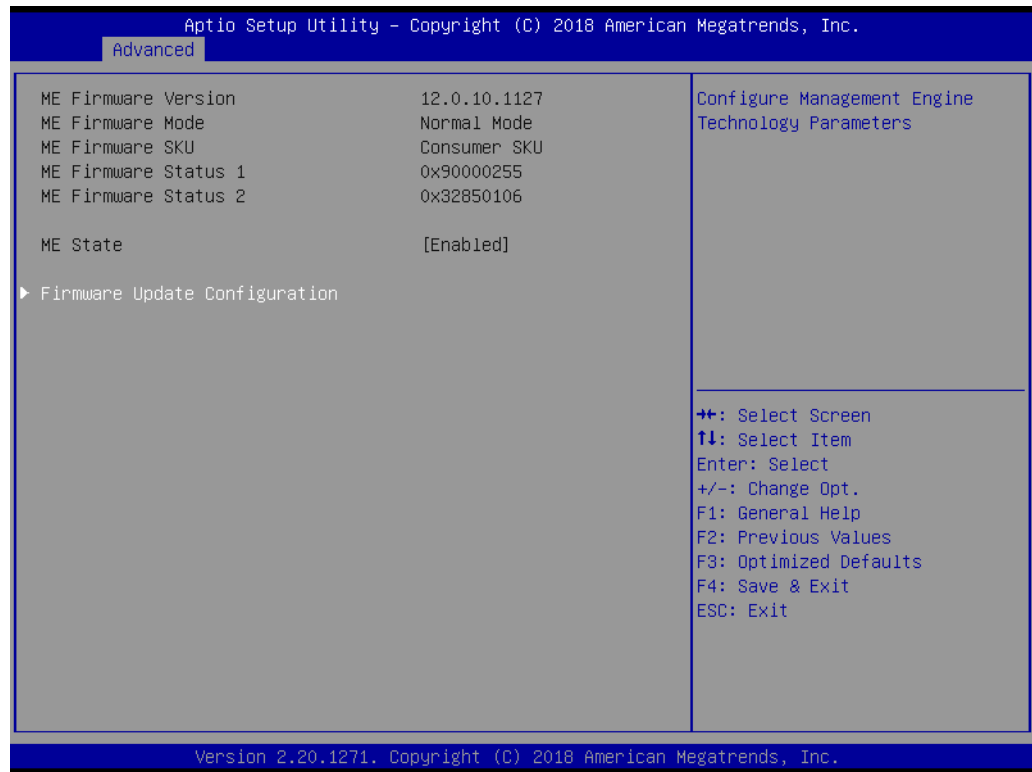 Aptio Setup Utility – Copyright (C) 2018 American Megatrends, Inc.
Advanced
ME Firmware Version 12.0.10.1127
ME Firmware Mode Normal Mode
ME Firmware SKU Consumer SKU
ME Firmware Status 1 0x90000255
ME Firmware Status 2 0x32850106
ME State [Enabled]
▶ Firmware Update Configuration
Configure Management Engine
Technology Parameters
→←: Select Screen
↑↓: Select Item
Enter: Select
+/-: Change Opt.
F1: General Help
F2: Previous Values
F3: Optimized Defaults
F4: Save & Exit
ESC: Exit
Version 2.20.1271. Copyright (C) 2018 American Megatrends, Inc.